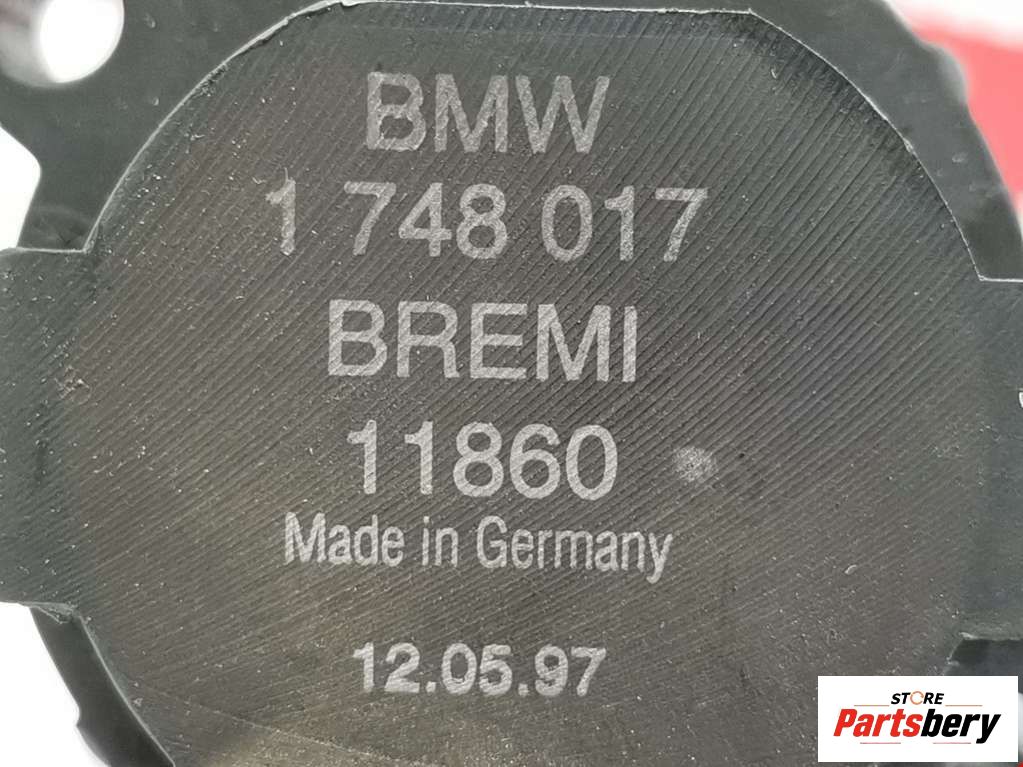 BMW
1 748 017
BREMI
11860
Made in Germany
12.05.97
STORE
Partsbery